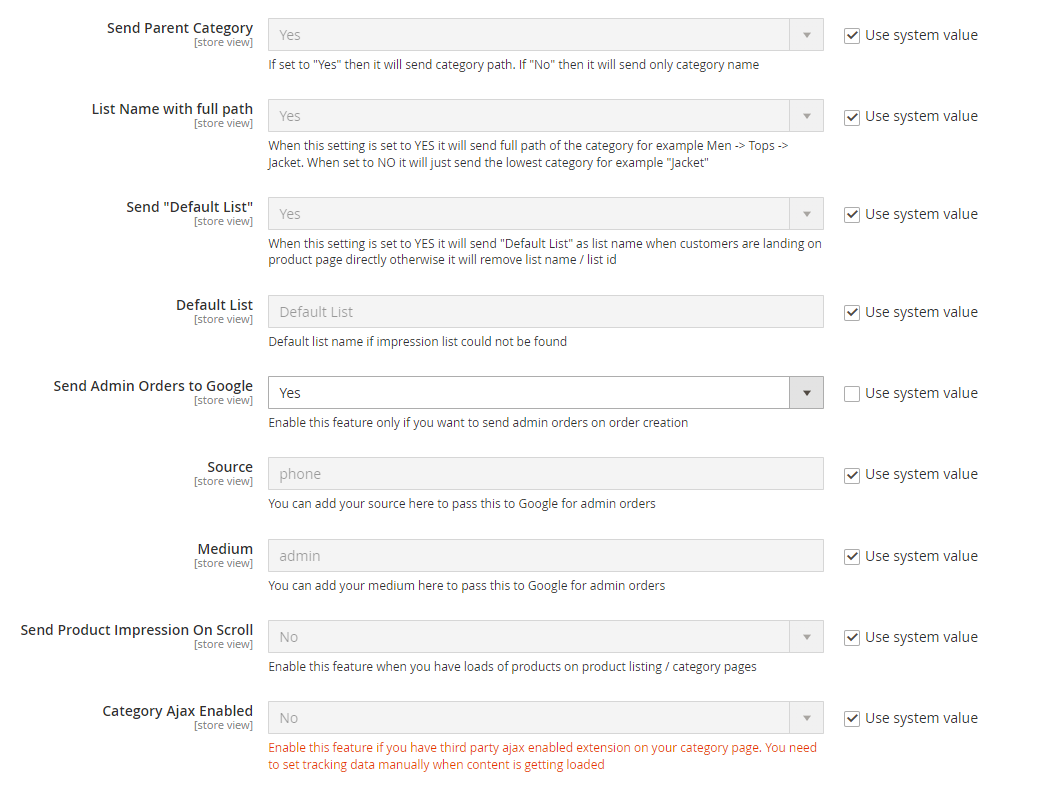 Send Parent Category
[store view]
Yes
Use system value
If set to "Yes" then it will send category path. If "No" then it will send only category name
List Name with full path
[store view]
Yes
Use system value
When this setting is set to YES it will send full path of the category for example Men -> Tops ->
Jacket. When set to NO it will just send the lowest category for example "Jacket"
Send "Default List"
[store view]
Yes
Use system value
When this setting is set to YES it will send "Default List" as list name when customers are landing on
product page directly otherwise it will remove list name / list id
Default List
[store view]
Default List
Use system value
Default list name if impression list could not be found
Send Admin Orders to Google
[store view]
Yes
Use system value
Enable this feature only if you want to send admin orders on order creation
Source
[store view]
phone
Use system value
You can add your source here to pass this to Google for admin orders
Medium
[store view]
admin
Use system value
You can add your medium here to pass this to Google for admin orders
Send Product Impression On Scroll
[store view]
No
Use system value
Enable this feature when you have loads of products on product listing / category pages
Category Ajax Enabled
[store view]
No
Use system value
Enable this feature if you have third party ajax enabled extension on your category page. You need
to set tracking data manually when content is getting loaded